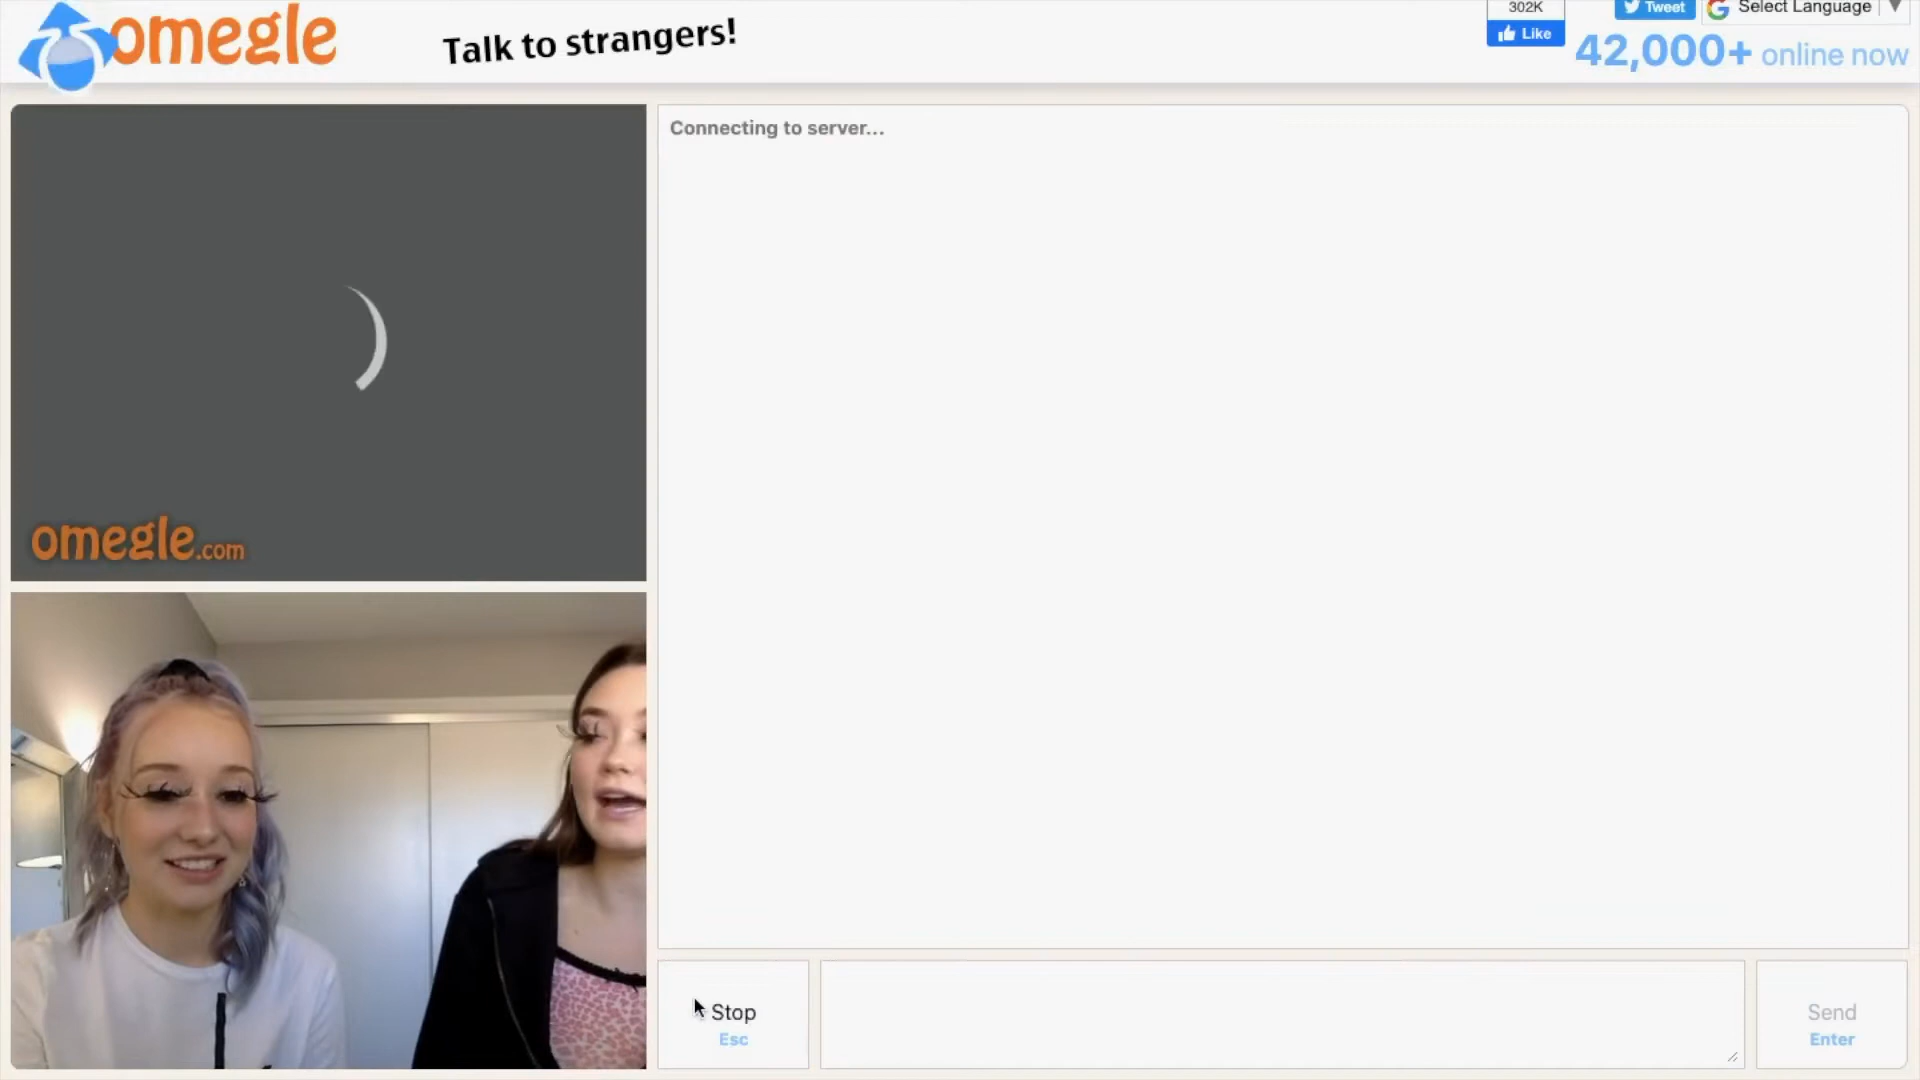 omegle
Talk to strangers!
302K
Like
Tweet
Select Language
42,000+ online now
Connecting to server...
omegle.com
Stop
Esc
Send
Enter